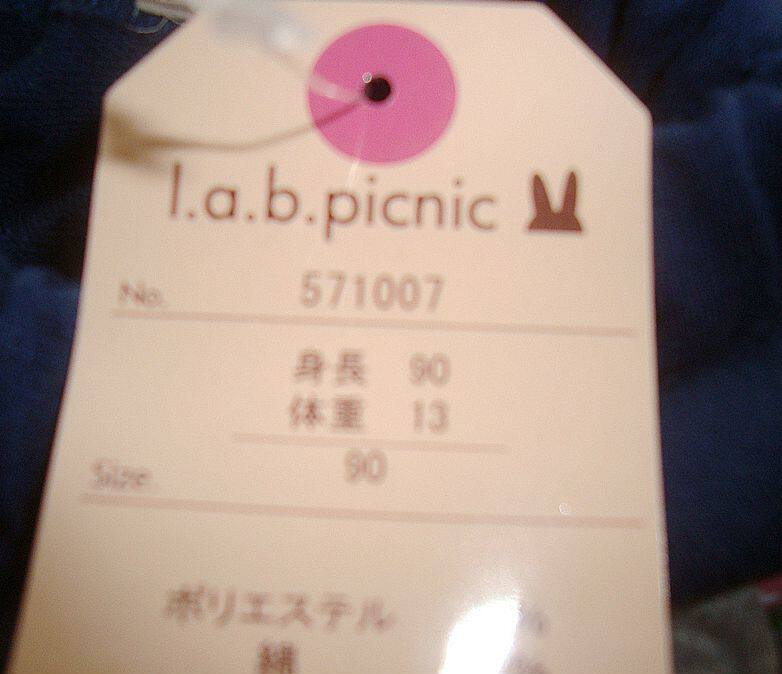 l.a.b.picnic
No. 571007
身長 90
体重 13
Size. 90
ポリエステル %
綿 %